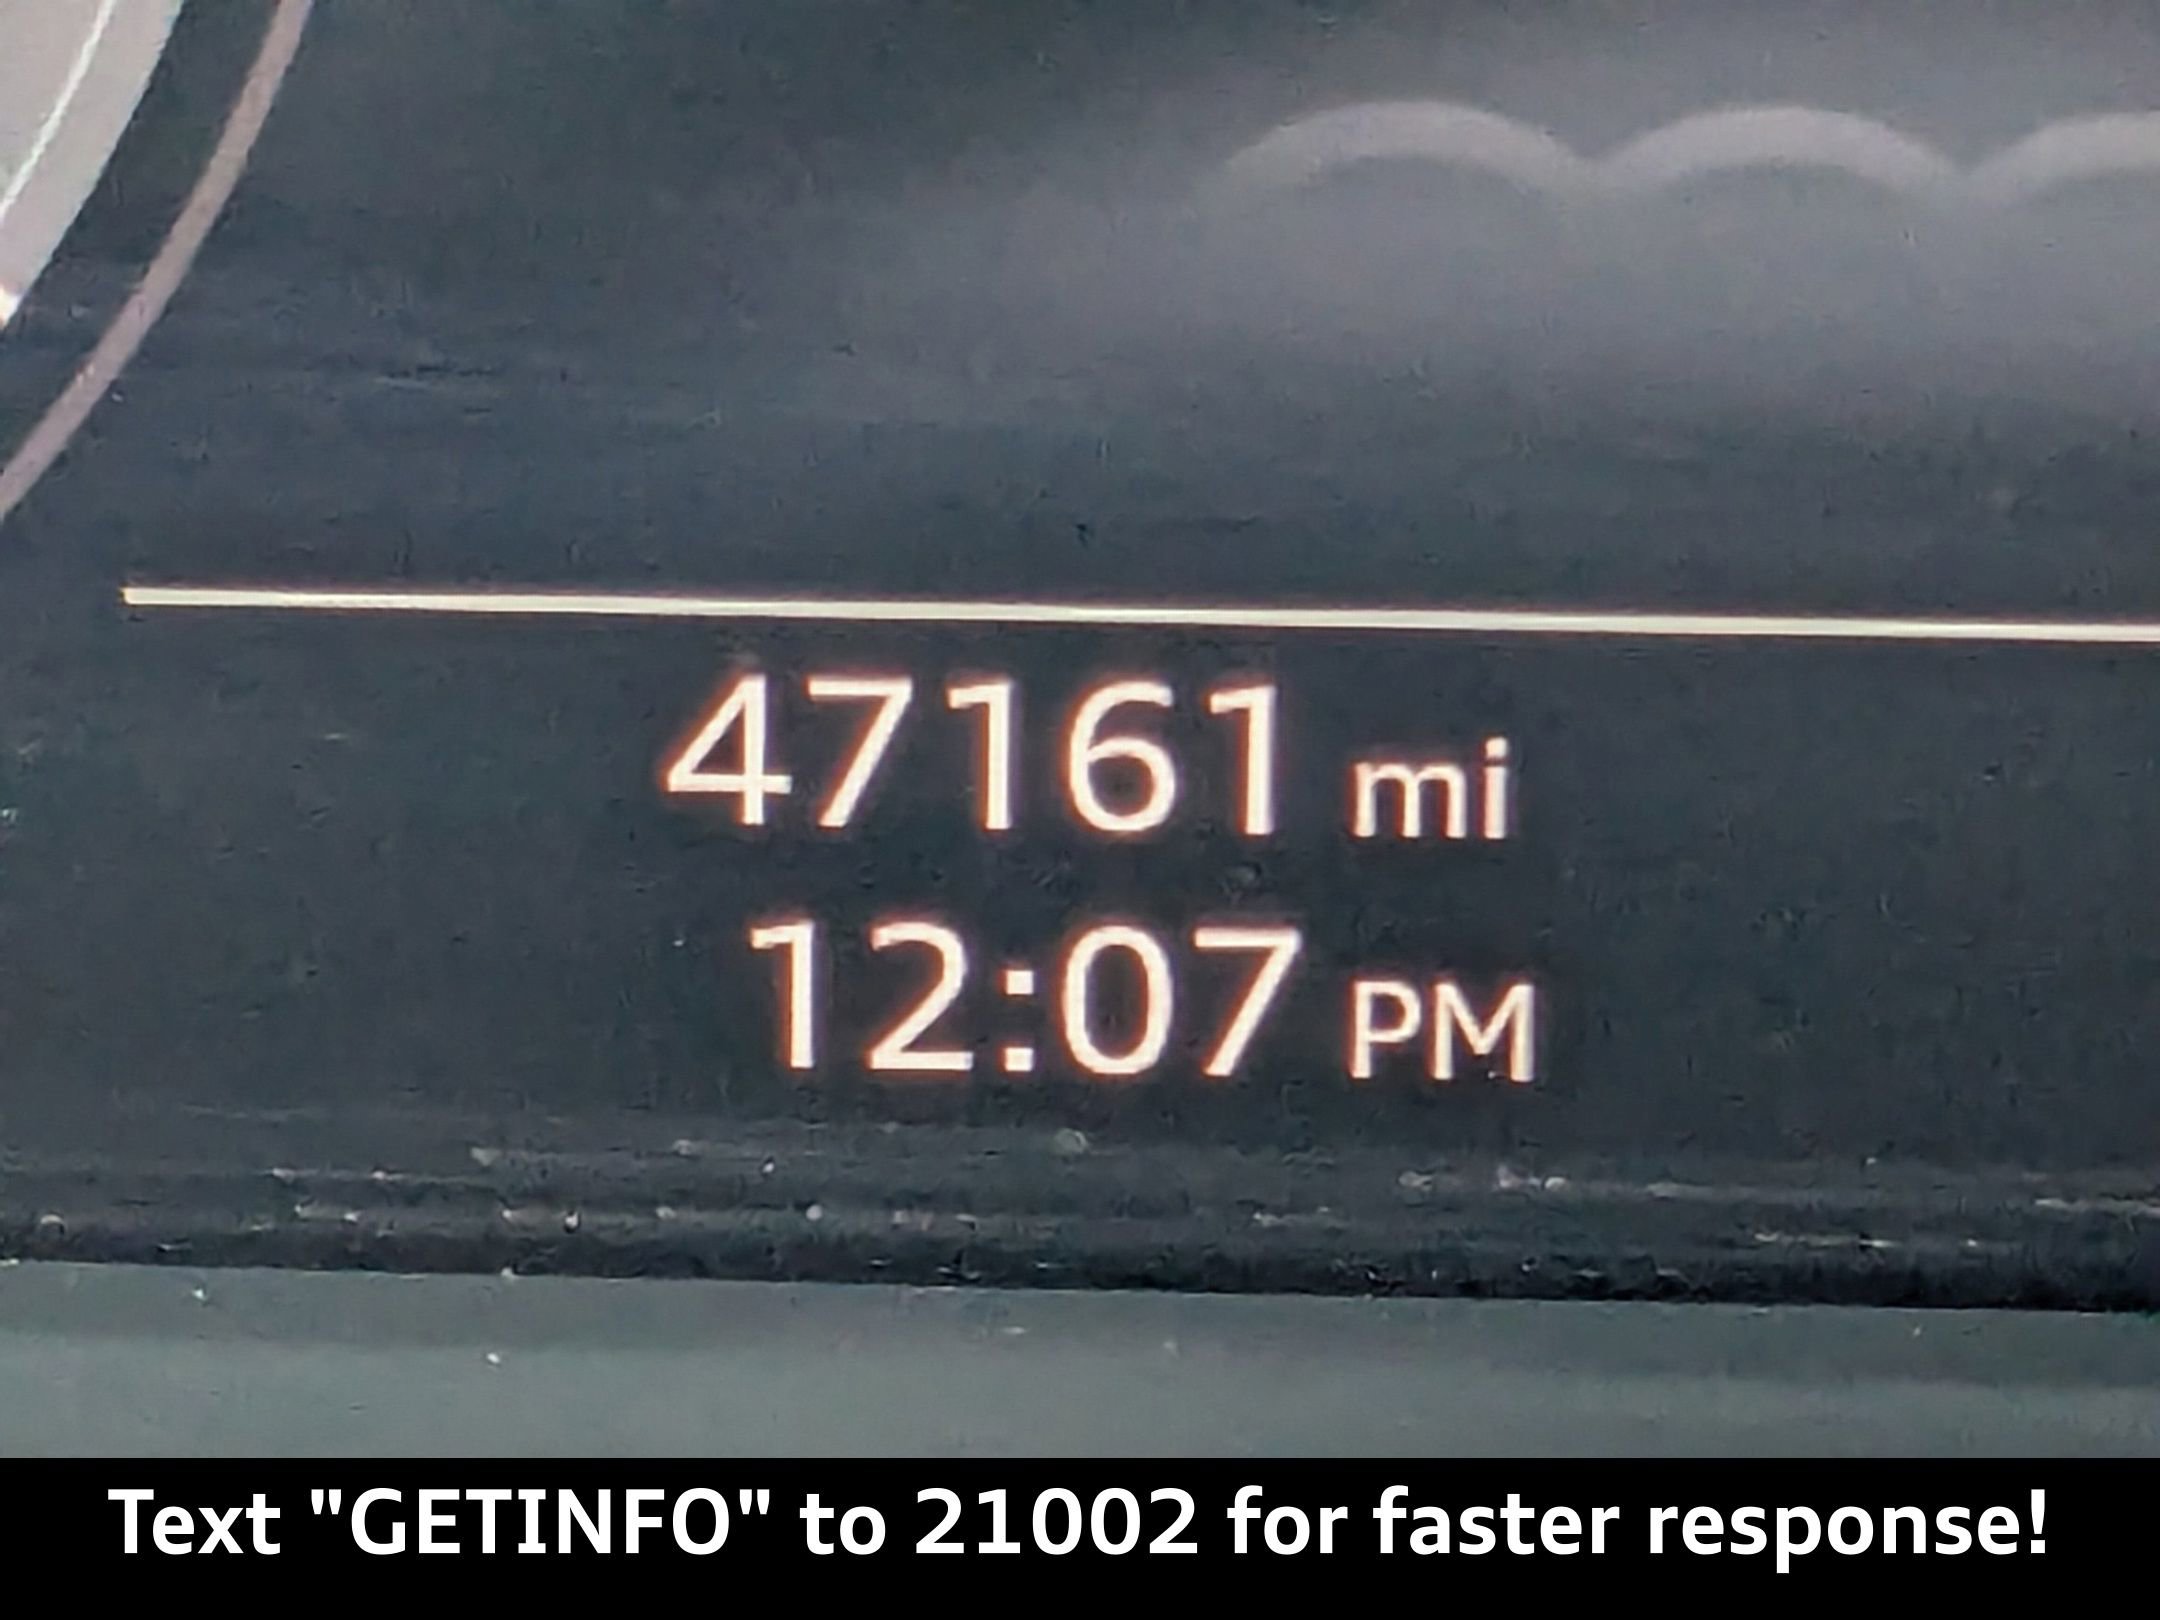 47161 mi
12:07 PM
Text "GETINFO" to 21002 for faster response!